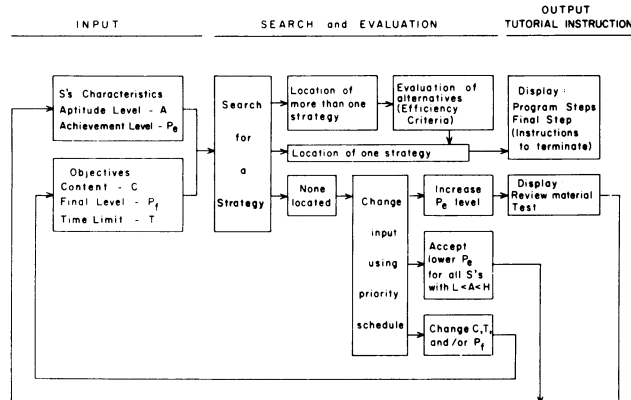 INPUT
SEARCH and EVALUATION
OUTPUT
TUTORIAL INSTRUCTION
S's Characteristics
Aptitude Level - A
Achievement Level - Pe
Objectives
Content - C
Final Level - Pf
Time Limit - T
Search
for
a
Strategy
Location of
more than one
strategy
Evaluation of
alternatives
(Efficiency
Criteria)
Location of one strategy
Display :
Program Steps
Final Step
(Instructions
to terminate)
None
located
Change
input
using
priority
schedule
Increase
Pe level
Display
Review material
Test
Accept
lower Pe
for all S's
with L<A<H
Change C,T,
and/or Pf